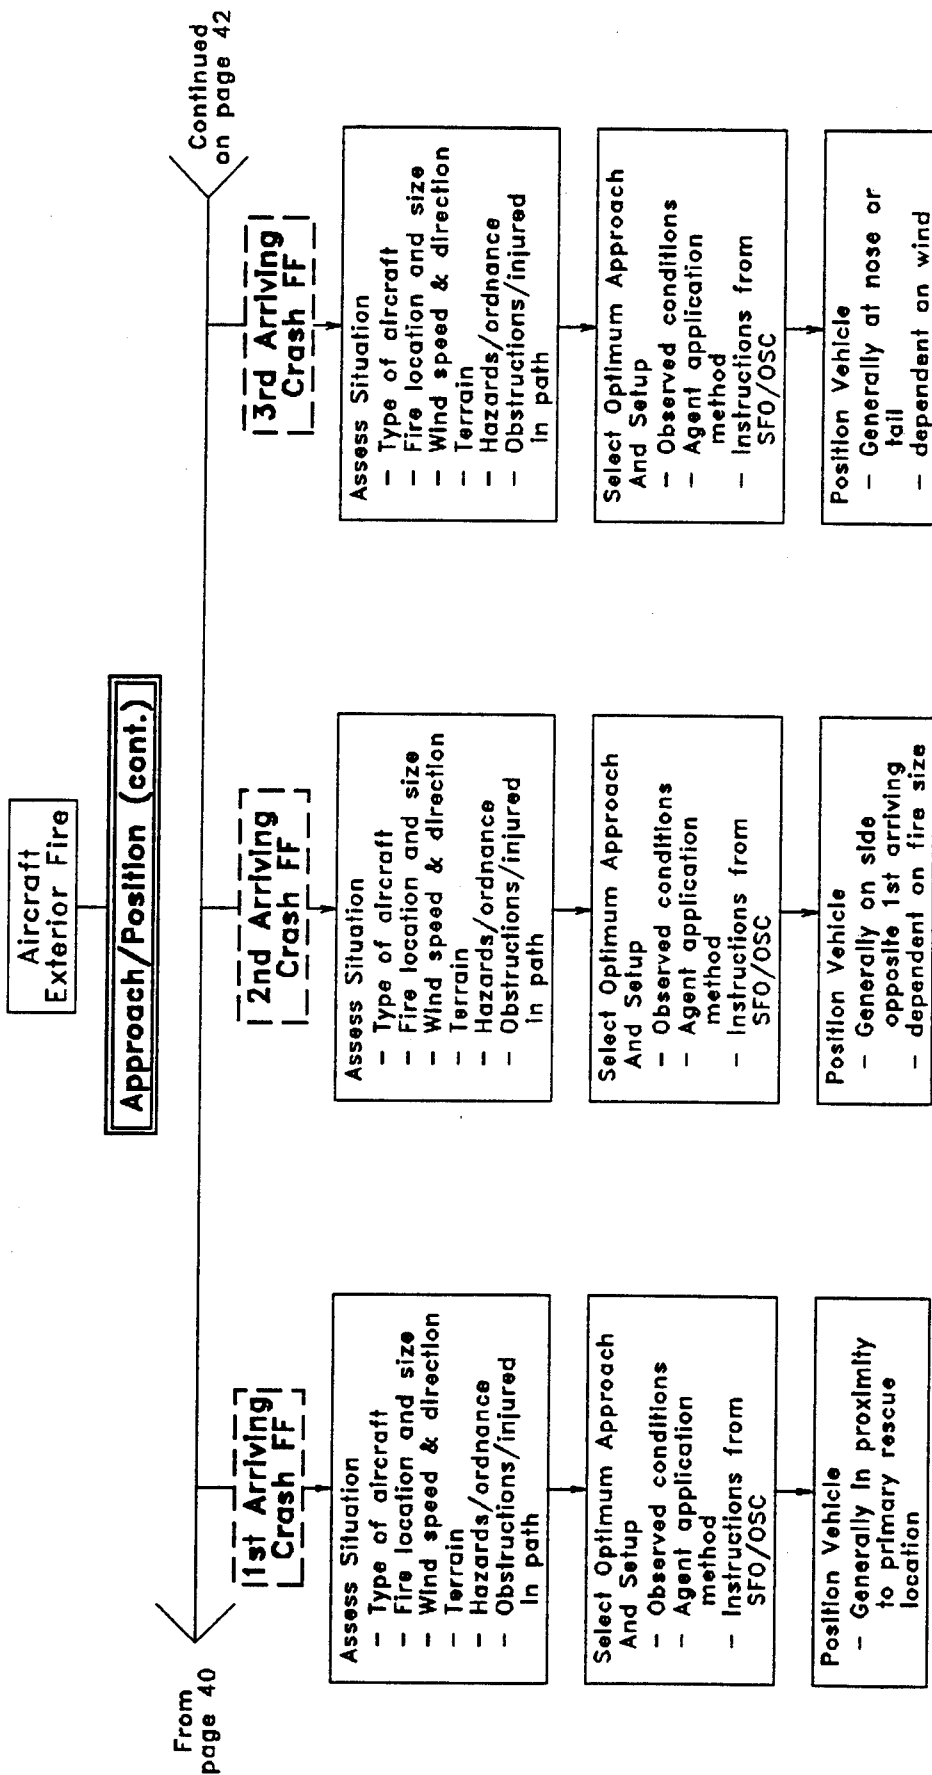 Aircraft
Exterior Fire
Approach/Position (cont.)
From
page 40
Continued
on page 42
1st Arriving
Crash FF
Assess Situation
- Type of aircraft
- Fire location and size
- Wind speed & direction
- Terrain
- Hazards/ordnance
- Obstructions/injured
in path
Select Optimum Approach
And Setup
- Observed conditions
- Agent application
method
- Instructions from
SFO/OSC
Position Vehicle
- Generally in proximity
to primary rescue
location
2nd Arriving
Crash FF
Assess Situation
- Type of aircraft
- Fire location and size
- Wind speed & direction
- Terrain
- Hazards/ordnance
- Obstructions/injured
in path
Select Optimum Approach
And Setup
- Observed conditions
- Agent application
method
- Instructions from
SFO/OSC
Position Vehicle
- Generally on side
opposite 1st arriving
- dependent on fire size
3rd Arriving
Crash FF
Assess Situation
- Type of aircraft
- Fire location and size
- Wind speed & direction
- Terrain
- Hazards/ordnance
- Obstructions/injured
in path
Select Optimum Approach
And Setup
- Observed conditions
- Agent application
method
- Instructions from
SFO/OSC
Position Vehicle
- Generally at nose or
tail
- dependent on wind